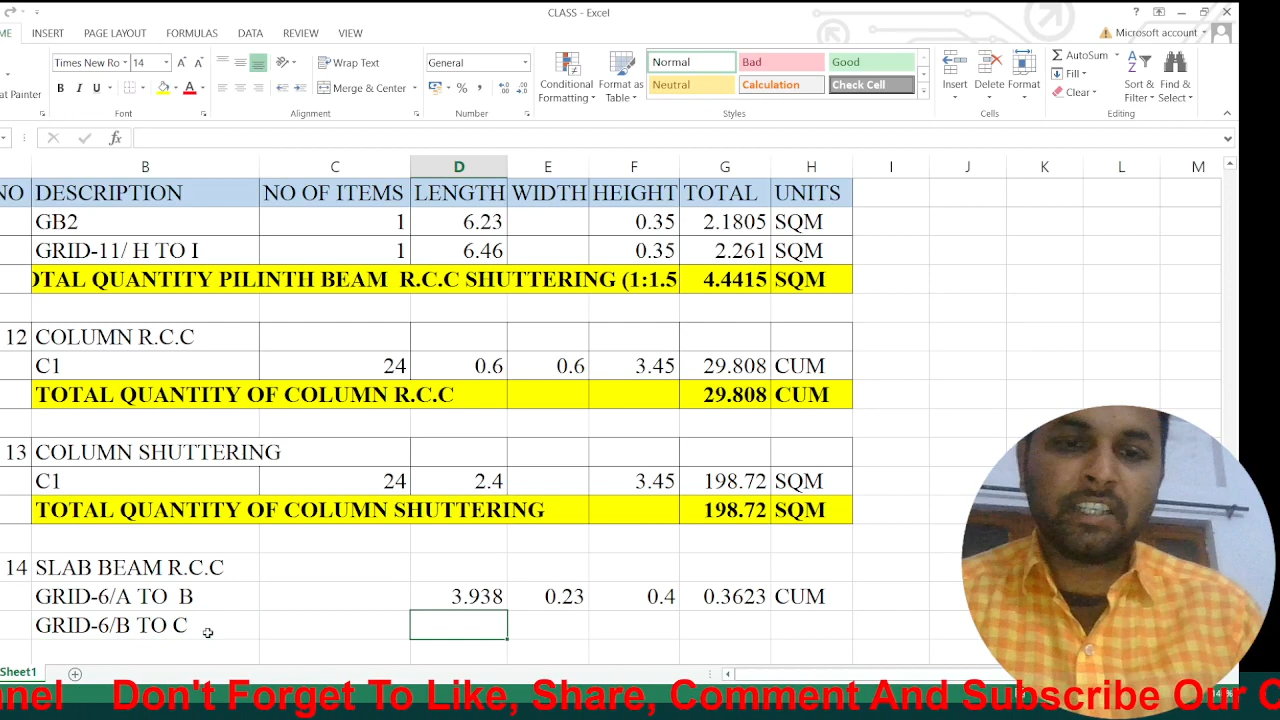 CLASS - Excel
ME INSERT PAGE LAYOUT FORMULAS DATA REVIEW VIEW Microsoft account
Times New Ro 14 Wrap Text General Normal Bad Good AutoSum
at Painter B I U Merge & Center % Conditional Formatting Format as Table Neutral Calculation Check Cell Insert Delete Format Fill Clear Sort & Filter Find & Select
Font Alignment Number Styles Cells Editing
fx
B C D E F G H I J K L M
NO DESCRIPTION NO OF ITEMS LENGTH WIDTH HEIGHT TOTAL UNITS
GB2 1 6.23 0.35 2.1805 SQM
GRID-11/ H TO I 1 6.46 0.35 2.261 SQM
OTAL QUANTITY PILINTH BEAM R.C.C SHUTTERING (1:1.5 4.4415 SQM
12 COLUMN R.C.C
C1 24 0.6 0.6 3.45 29.808 CUM
TOTAL QUANTITY OF COLUMN R.C.C 29.808 CUM
13 COLUMN SHUTTERING
C1 24 2.4 3.45 198.72 SQM
TOTAL QUANTITY OF COLUMN SHUTTERING 198.72 SQM
14 SLAB BEAM R.C.C
GRID-6/A TO B 3.938 0.23 0.4 0.3623 CUM
GRID-6/B TO C
Sheet1
nnel Don't Forget To Like, Share, Comment And Subscribe Our C